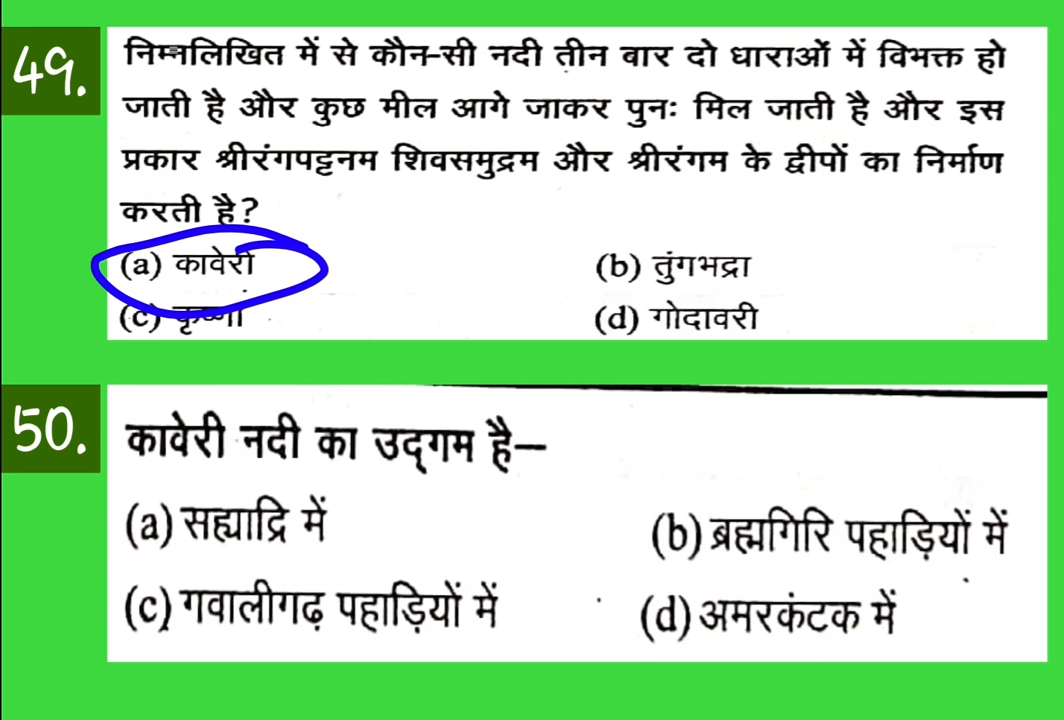 49.
निम्नलिखित में से कौन-सी नदी तीन बार दो धाराओं में विभक्त हो
जाती है और कुछ मील आगे जाकर पुनः मिल जाती है और इस
प्रकार श्रीरंगपट्टनम शिवसमुद्रम और श्रीरंगम के द्वीपों का निर्माण
करती है?
(a) कावेरी (b) तुंगभद्रा
(c) कृष्णा (d) गोदावरी
50.
कावेरी नदी का उद्गम है–
(a) सह्याद्रि में (b) ब्रह्मगिरि पहाड़ियों में
(c) गवालीगढ़ पहाड़ियों में (d) अमरकंटक में